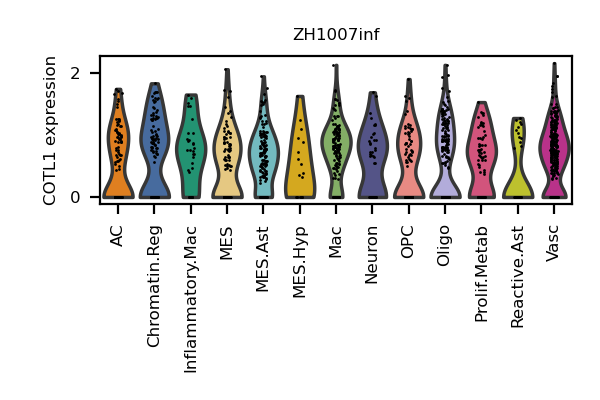 ZH1007inf
COTL1 expression
2
0
AC
Chromatin.Reg
Inflammatory.Mac
MES
MES.Ast
MES.Hyp
Mac
Neuron
OPC
Oligo
Prolif.Metab
Reactive.Ast
Vasc